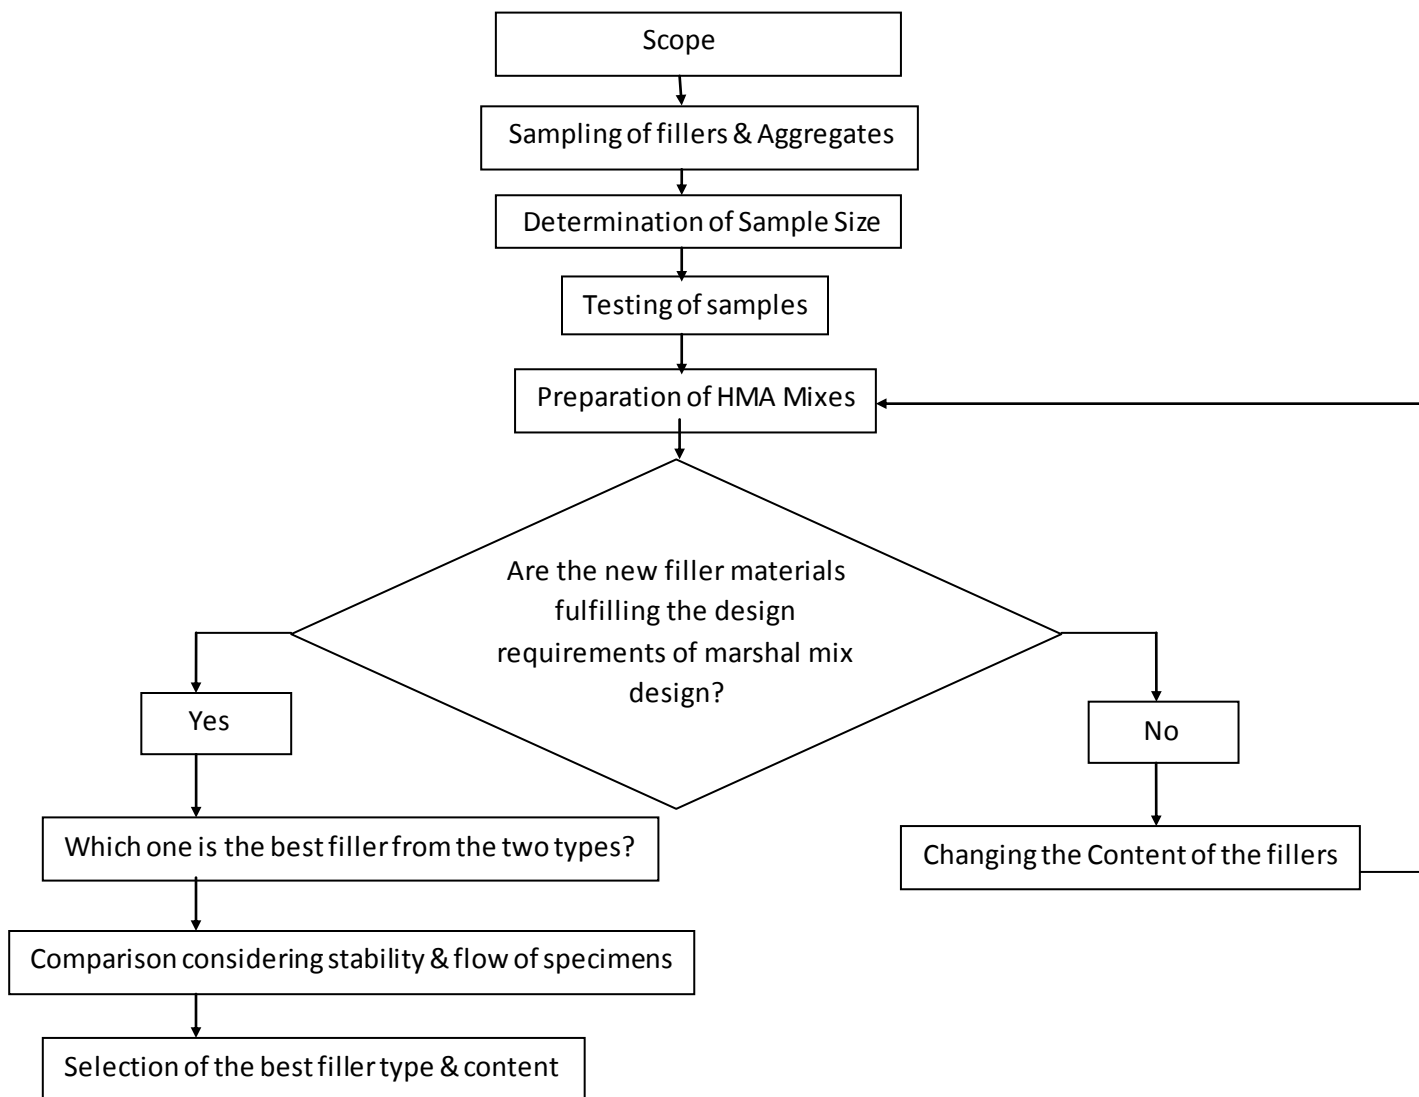 Scope
Sampling of fillers & Aggregates
Determination of Sample Size
Testing of samples
Preparation of HMA Mixes
Are the new filler materials
fulfilling the design
requirements of marshal mix
design?
Yes
No
Which one is the best filler from the two types?
Changing the Content of the fillers
Comparison considering stability & flow of specimens
Selection of the best filler type & content